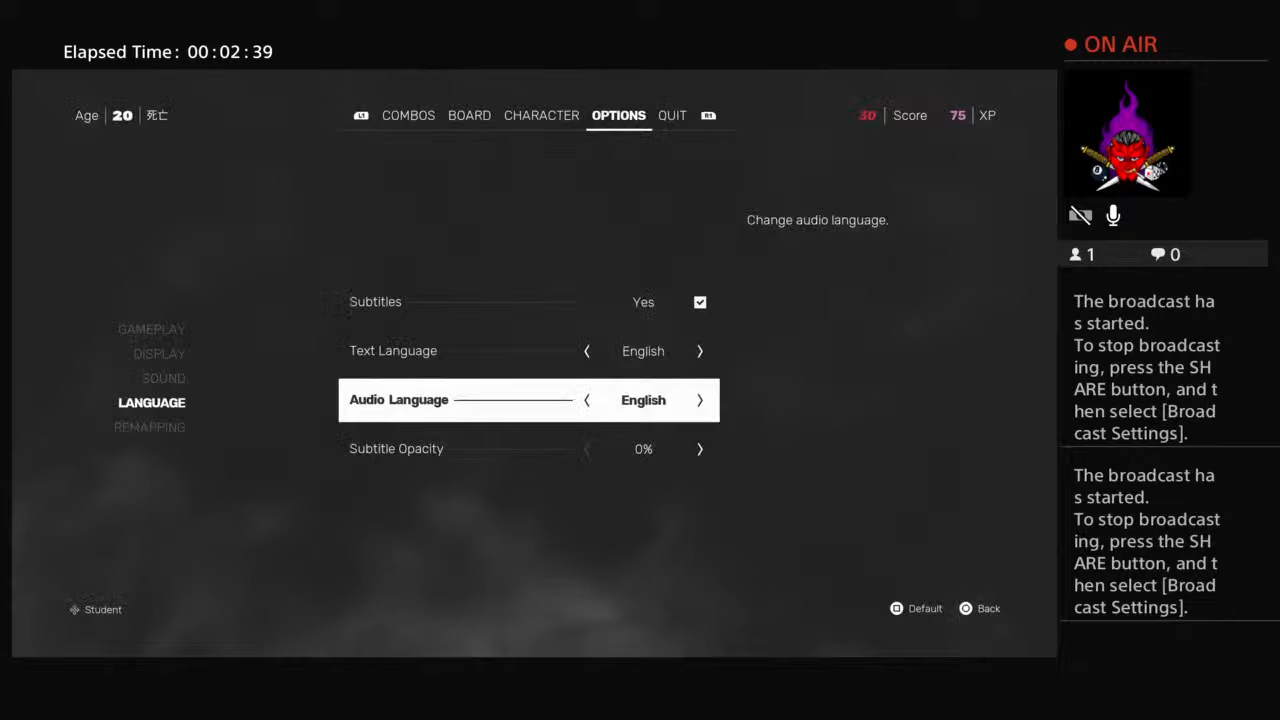 Elapsed Time: 00:02:39
ON AIR
Age 20 死亡
L1 COMBOS BOARD CHARACTER OPTIONS QUIT R1
30 Score 75 XP
Change audio language.
1 0
Subtitles Yes
Text Language English
Audio Language English
Subtitle Opacity 0%
GAMEPLAY
DISPLAY
SOUND
LANGUAGE
REMAPPING
The broadcast ha
s started.
To stop broadcast
ing, press the SH
ARE button, and t
hen select [Broad
cast Settings].
The broadcast ha
s started.
To stop broadcast
ing, press the SH
ARE button, and t
hen select [Broad
cast Settings].
Student
Default Back